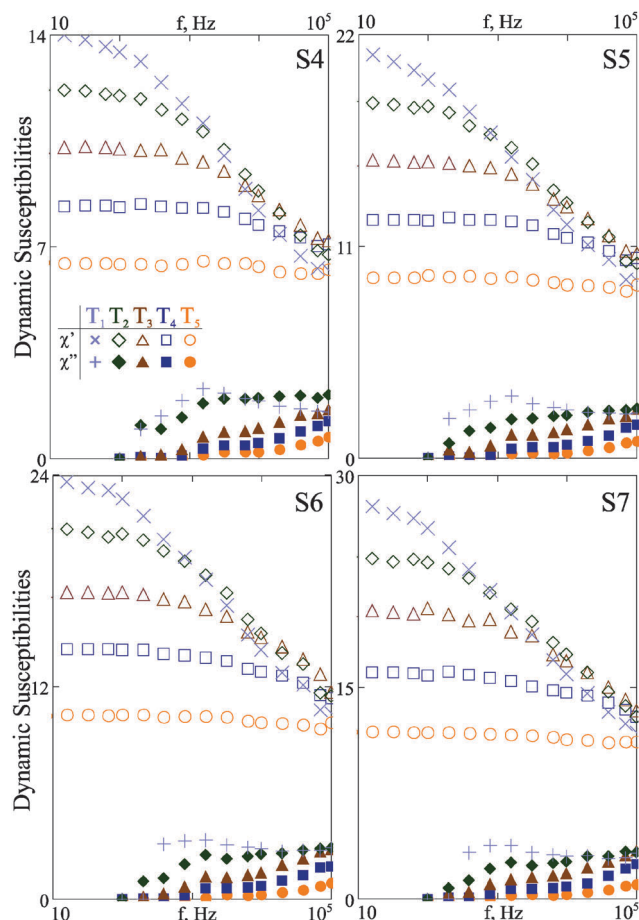 10 f, Hz 10⁵ 10 f, Hz 10⁵
14 S4 22 S5
Dynamic Susceptibilities
7 11
T₁ T₂ T₃ T₄ T₅
χ'
χ''
0 0
24 S6 30 S7
Dynamic Susceptibilities
12 15
0 0
10 f, Hz 10⁵ 10 f, Hz 10⁵